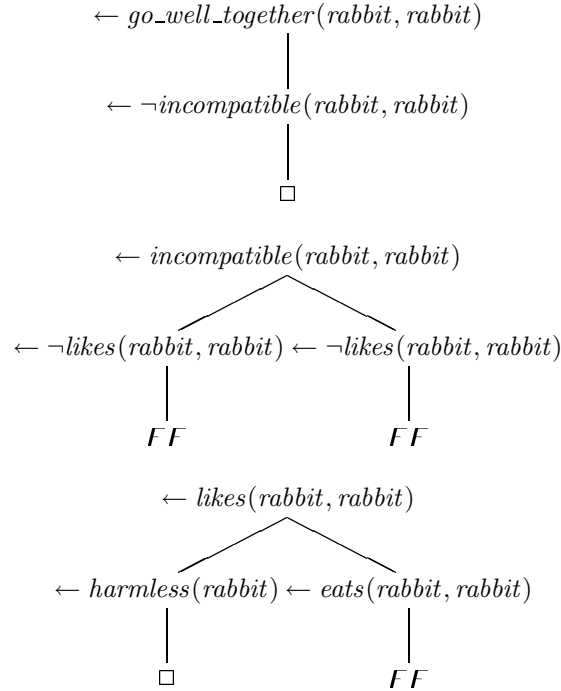 ← go_well_together(rabbit, rabbit)
← ¬incompatible(rabbit, rabbit)
□
← incompatible(rabbit, rabbit)
← ¬likes(rabbit, rabbit) ← ¬likes(rabbit, rabbit)
FF FF
← likes(rabbit, rabbit)
← harmless(rabbit) ← eats(rabbit, rabbit)
□ FF